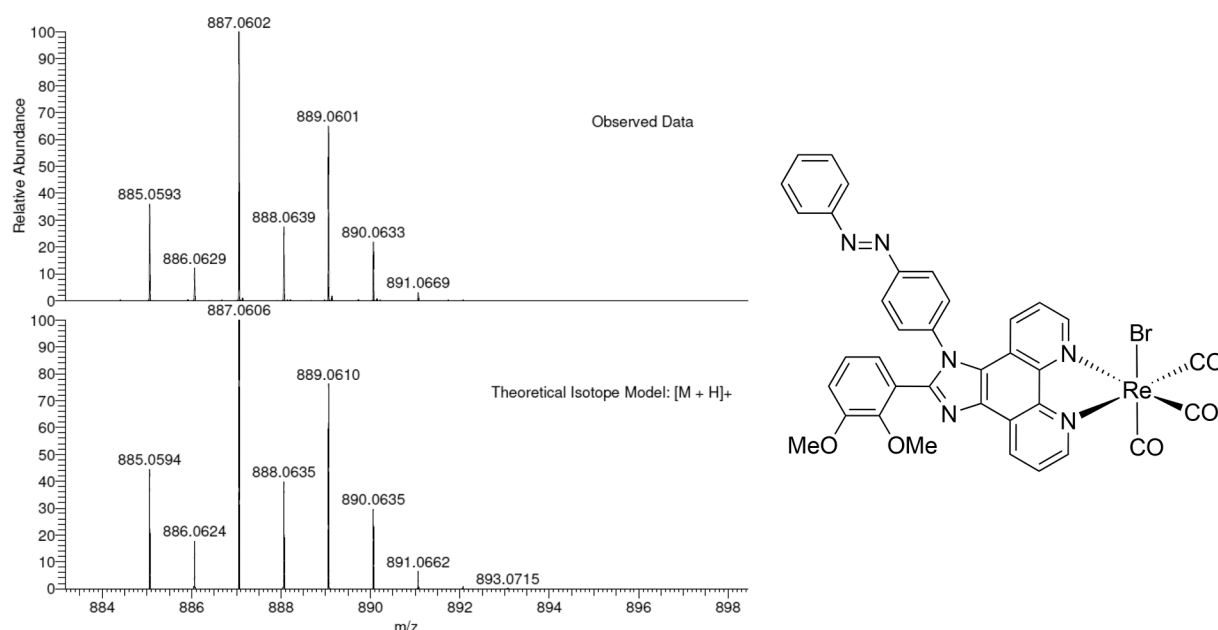 Relative Abundance
100
90
80
70
60
50
40
30
20
10
0
885.0593
886.0629
887.0602
888.0639
889.0601
890.0633
891.0669
Observed Data
100
90
80
70
60
50
40
30
20
10
0
885.0594
886.0624
887.0606
888.0635
889.0610
890.0635
891.0662
893.0715
Theoretical Isotope Model: [M + H]+
884 886 888 890 892 894 896 898
m/z
N=N
Br
N
N
CO
Re
MeO
OMe
N
N
CO
CO